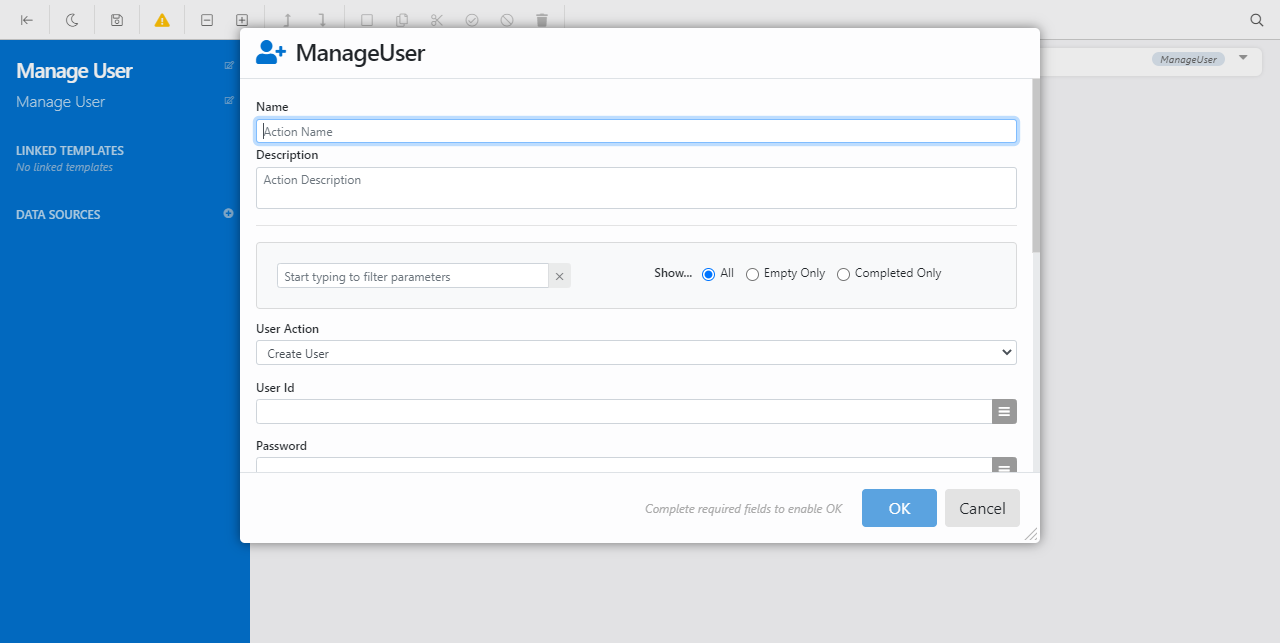 ManageUser
Manage User
Manage User
LINKED TEMPLATES
No linked templates
DATA SOURCES
ManageUser
Name
Action Name
Description
Action Description
Start typing to filter parameters
Show... All Empty Only Completed Only
User Action
Create User
User Id
Password
Complete required fields to enable OK
OK
Cancel